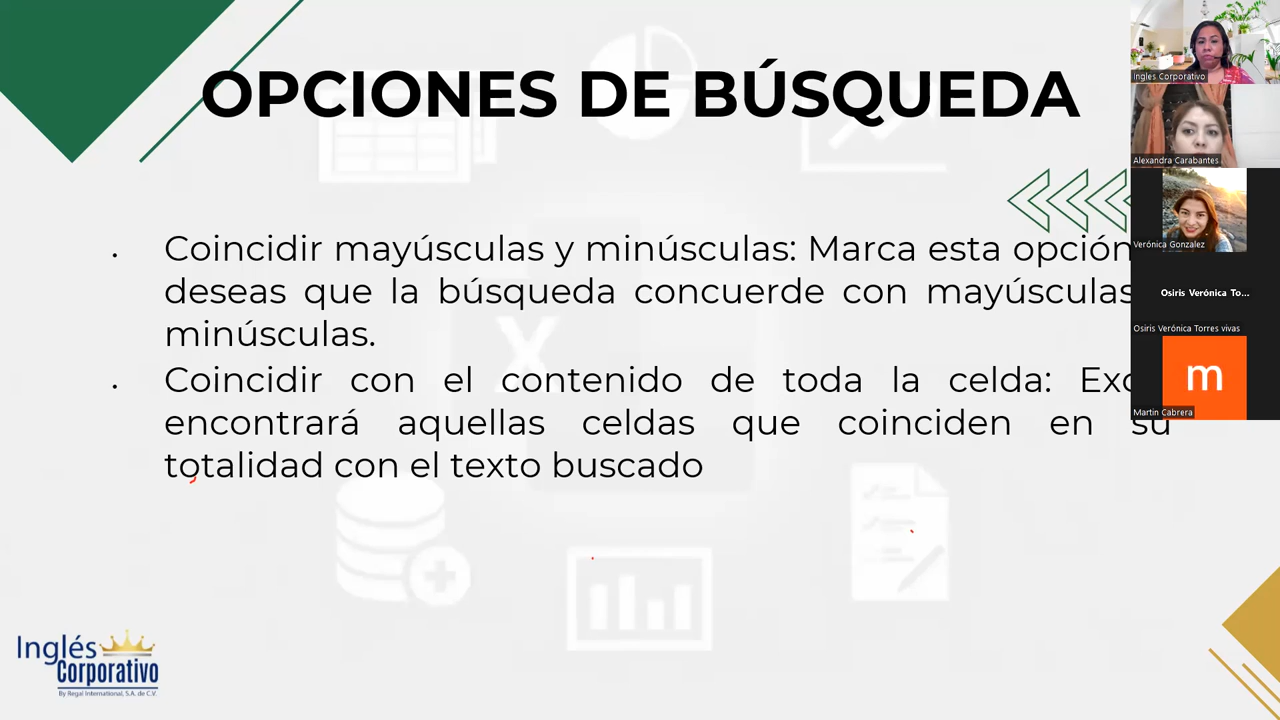 OPCIONES DE BÚSQUEDA
• Coincidir mayúsculas y minúsculas: Marca esta opción
deseas que la búsqueda concuerde con mayúsculas
minúsculas.
• Coincidir con el contenido de toda la celda:
encontrará aquellas celdas que coinciden en su
totalidad con el texto buscado
Ingles Corporativo
Alexandra Carabantes
Verónica Gonzalez
Osiris Verónica To...
Osiris Verónica Torres vivas
m
Martin Cabrera
X
Inglés
Corporativo
By Regal International, S.A. de C.V.